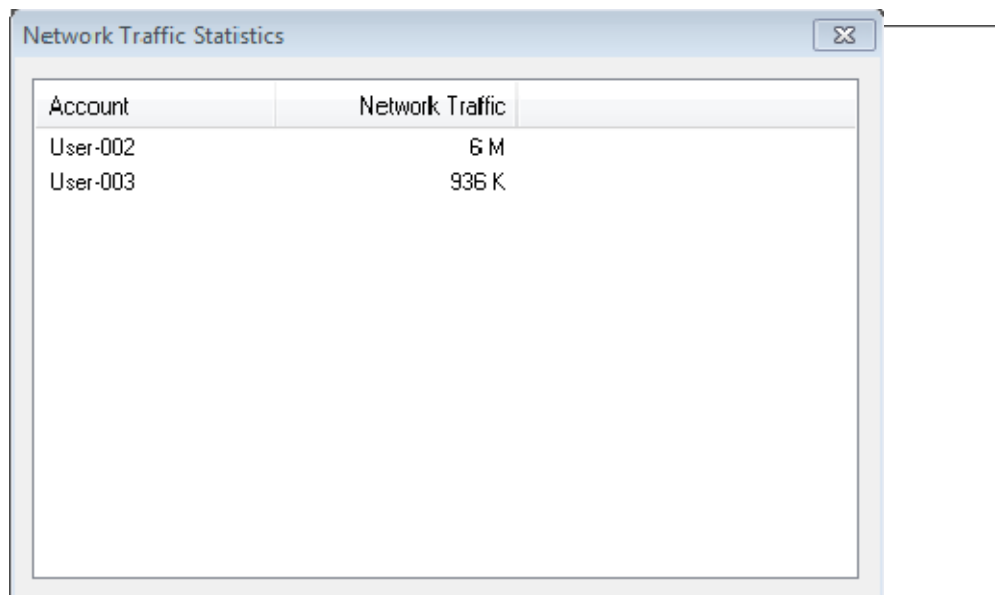 Network Traffic Statistics
Account Network Traffic
User-002 6 M
User-003 936 K